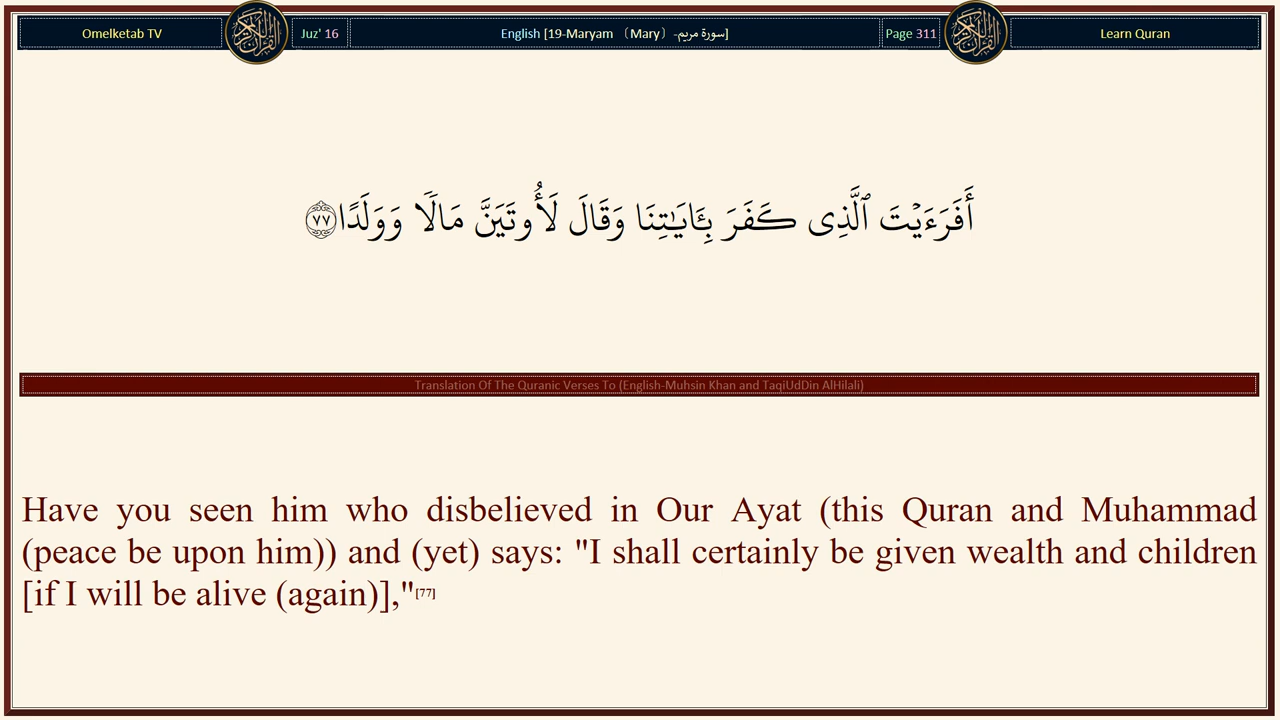 Omelketab TV
Juz' 16
English [19-Maryam （Mary）-سورة مريم]
Page 311
Learn Quran
أَفَرَءَيْتَ ٱلَّذِى كَفَرَ بِـَٔايَـٰتِنَا وَقَالَ لَأُوتَيَنَّ مَالًا وَوَلَدًا ٧٧
Translation Of The Quranic Verses To (English-Muhsin Khan and TaqiUdDin AlHilali)
Have you seen him who disbelieved in Our Ayat (this Quran and Muhammad
(peace be upon him)) and (yet) says: "I shall certainly be given wealth and children
[if I will be alive (again)],"[77]